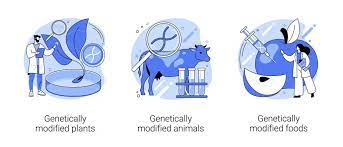 Genetically
modified plants
Genetically
modified animals
Genetically
modified foods